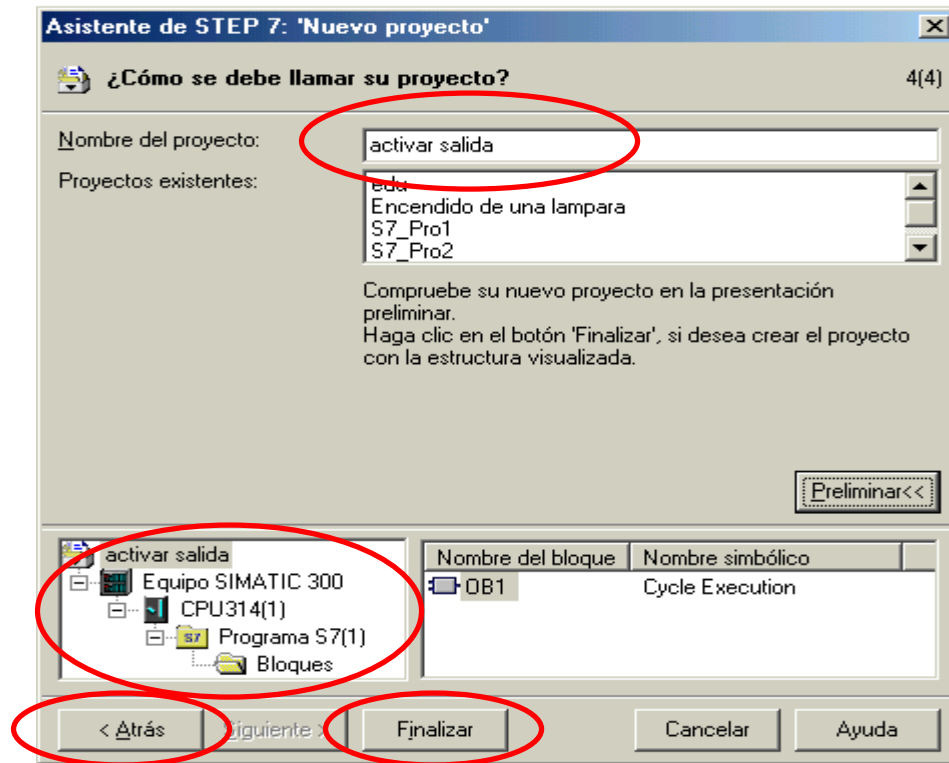 Asistente de STEP 7: 'Nuevo proyecto'
¿Cómo se debe llamar su proyecto?
4(4)
Nombre del proyecto:
activar salida
Proyectos existentes:
edu
Encendido de una lampara
S7_Pro1
S7_Pro2
Compruebe su nuevo proyecto en la presentación
preliminar.
Haga clic en el botón 'Finalizar', si desea crear el proyecto
con la estructura visualizada.
Preliminar<<
activar salida
Equipo SIMATIC 300
CPU314(1)
S7 Programa S7(1)
Bloques
Nombre del bloque Nombre simbólico
OB1 Cycle Execution
< Atrás Siguiente > Finalizar Cancelar Ayuda